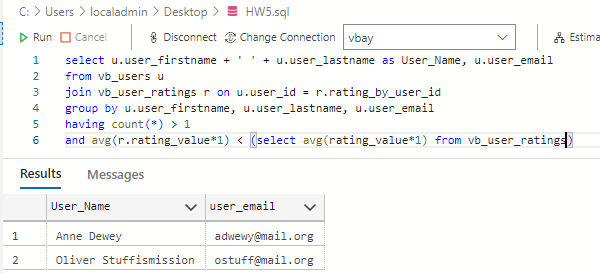 C: > Users > localadmin > Desktop > HW5.sql
Run Cancel Disconnect Change Connection vbay Estima
1 select u.user_firstname + ' ' + u.user_lastname as User_Name, u.user_email
2 from vb_users u
3 join vb_user_ratings r on u.user_id = r.rating_by_user_id
4 group by u.user_firstname, u.user_lastname, u.user_email
5 having count(*) > 1
6 and avg(r.rating_value*1) < (select avg(rating_value*1) from vb_user_ratings)
Results Messages
User_Name user_email
1 Anne Dewey adwewy@mail.org
2 Oliver Stuffismission ostuff@mail.org